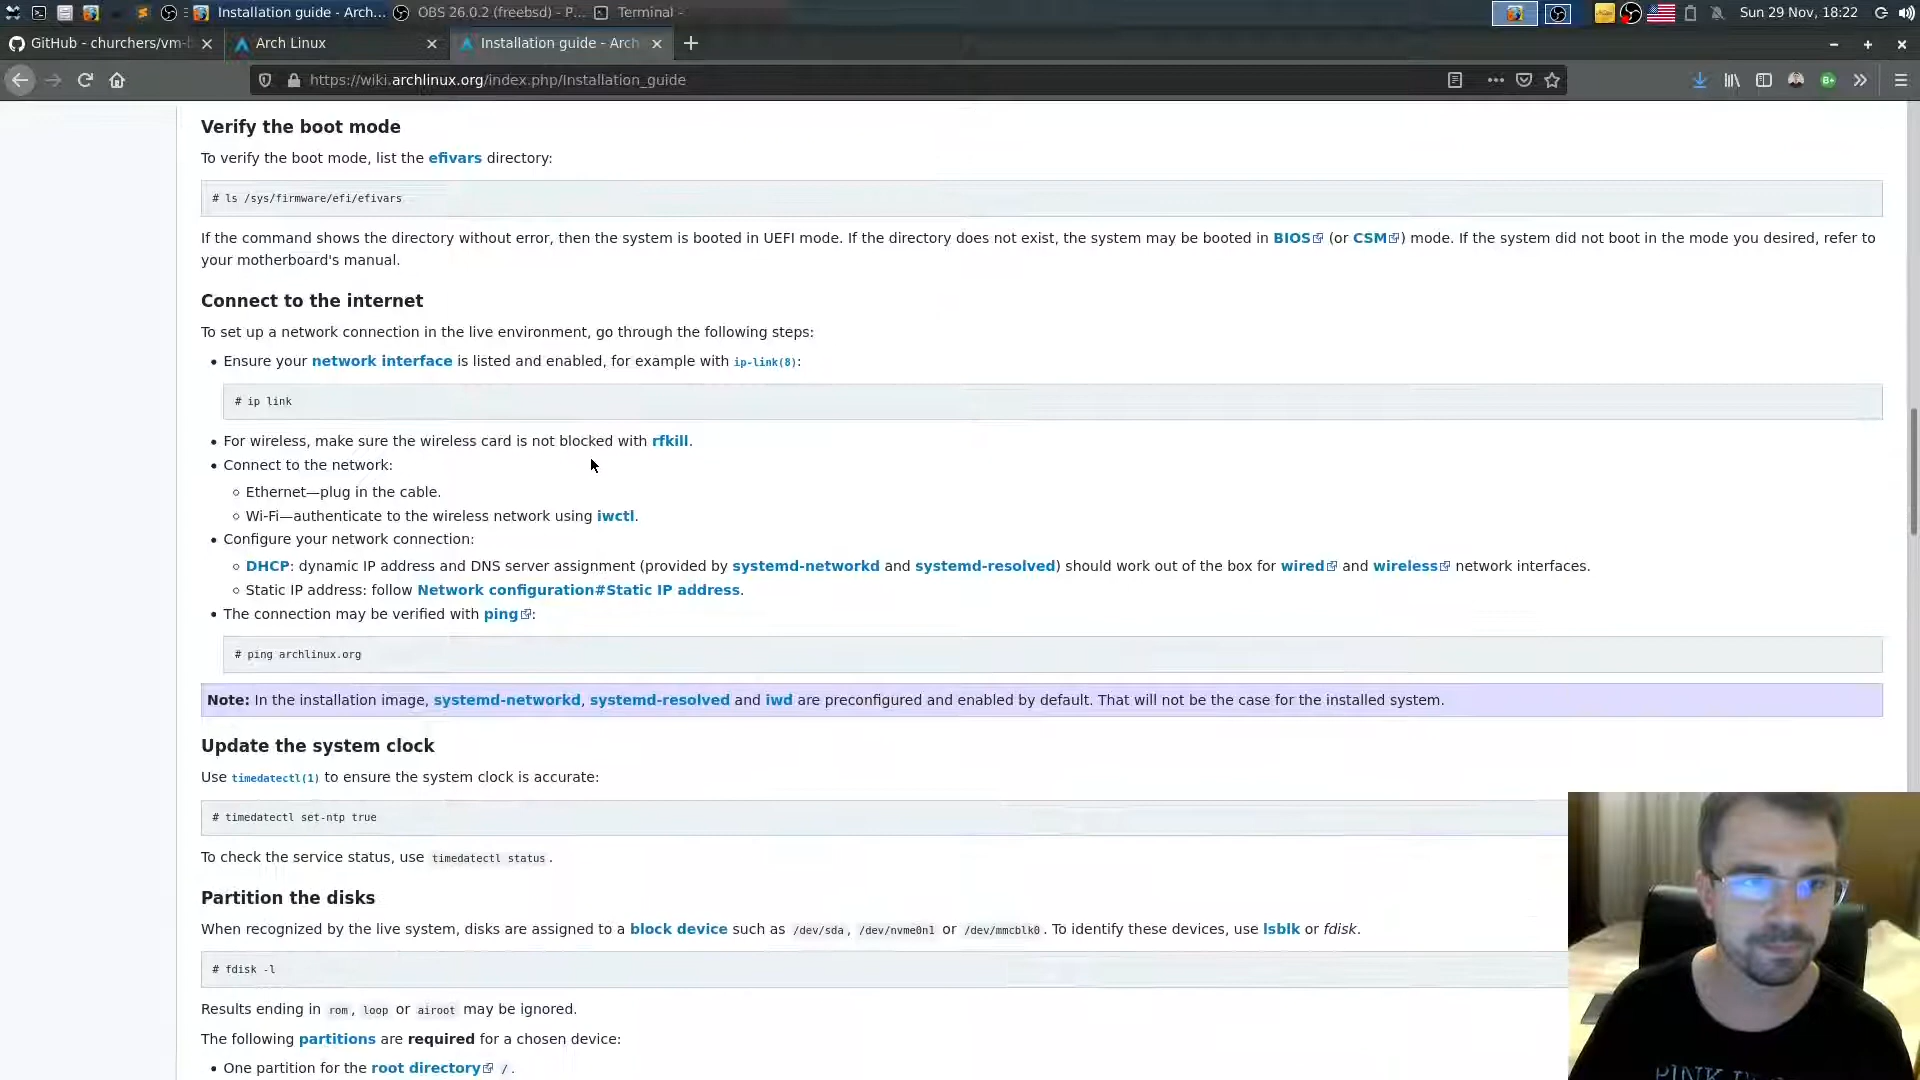 Installation guide - Arch...
OBS 26.0.2 (freebsd) - P...
Terminal -
Sun 29 Nov, 18:22
GitHub - churchers/vm-b
Arch Linux
Installation guide - Arch
https://wiki.archlinux.org/index.php/Installation_guide
Verify the boot mode
To verify the boot mode, list the efivars directory:
# ls /sys/firmware/efi/efivars
If the command shows the directory without error, then the system is booted in UEFI mode. If the directory does not exist, the system may be booted in BIOS (or CSM) mode. If the system did not boot in the mode you desired, refer to
your motherboard's manual.
Connect to the internet
To set up a network connection in the live environment, go through the following steps:
• Ensure your network interface is listed and enabled, for example with ip-link(8):
# ip link
• For wireless, make sure the wireless card is not blocked with rfkill.
• Connect to the network:
◦ Ethernet—plug in the cable.
◦ Wi-Fi—authenticate to the wireless network using iwctl.
• Configure your network connection:
◦ DHCP: dynamic IP address and DNS server assignment (provided by systemd-networkd and systemd-resolved) should work out of the box for wired and wireless network interfaces.
◦ Static IP address: follow Network configuration#Static IP address.
• The connection may be verified with ping:
# ping archlinux.org
Note: In the installation image, systemd-networkd, systemd-resolved and iwd are preconfigured and enabled by default. That will not be the case for the installed system.
Update the system clock
Use timedatectl(1) to ensure the system clock is accurate:
# timedatectl set-ntp true
To check the service status, use timedatectl status.
Partition the disks
When recognized by the live system, disks are assigned to a block device such as /dev/sda, /dev/nvme0n1 or /dev/mmcblk0. To identify these devices, use lsblk or fdisk.
# fdisk -l
Results ending in rom, loop or airoot may be ignored.
The following partitions are required for a chosen device:
• One partition for the root directory /.
PINK